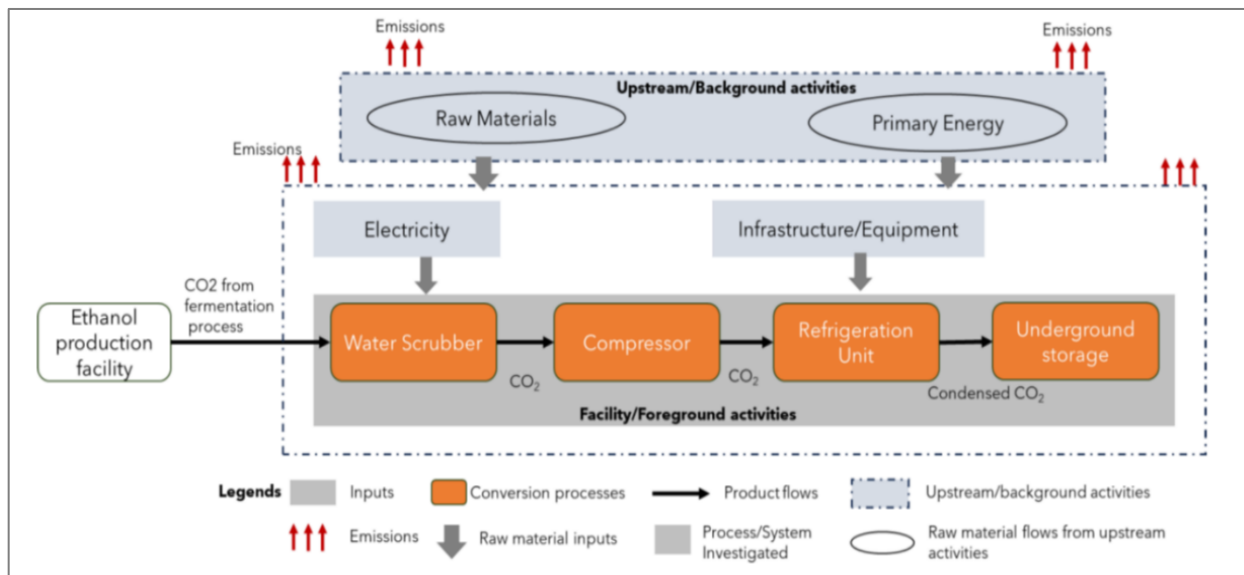 Emissions
Emissions
Upstream/Background activities
Raw Materials
Primary Energy
Emissions
Electricity
Infrastructure/Equipment
CO2 from
fermentation
process
Ethanol
production
facility
Water Scrubber
Compressor
Refrigeration
Unit
Underground
storage
CO₂
CO₂
Condensed CO₂
Facility/Foreground activities
Legends
Inputs
Conversion processes
Product flows
Upstream/background activities
Emissions
Raw material inputs
Process/System
Investigated
Raw material flows from upstream
activities